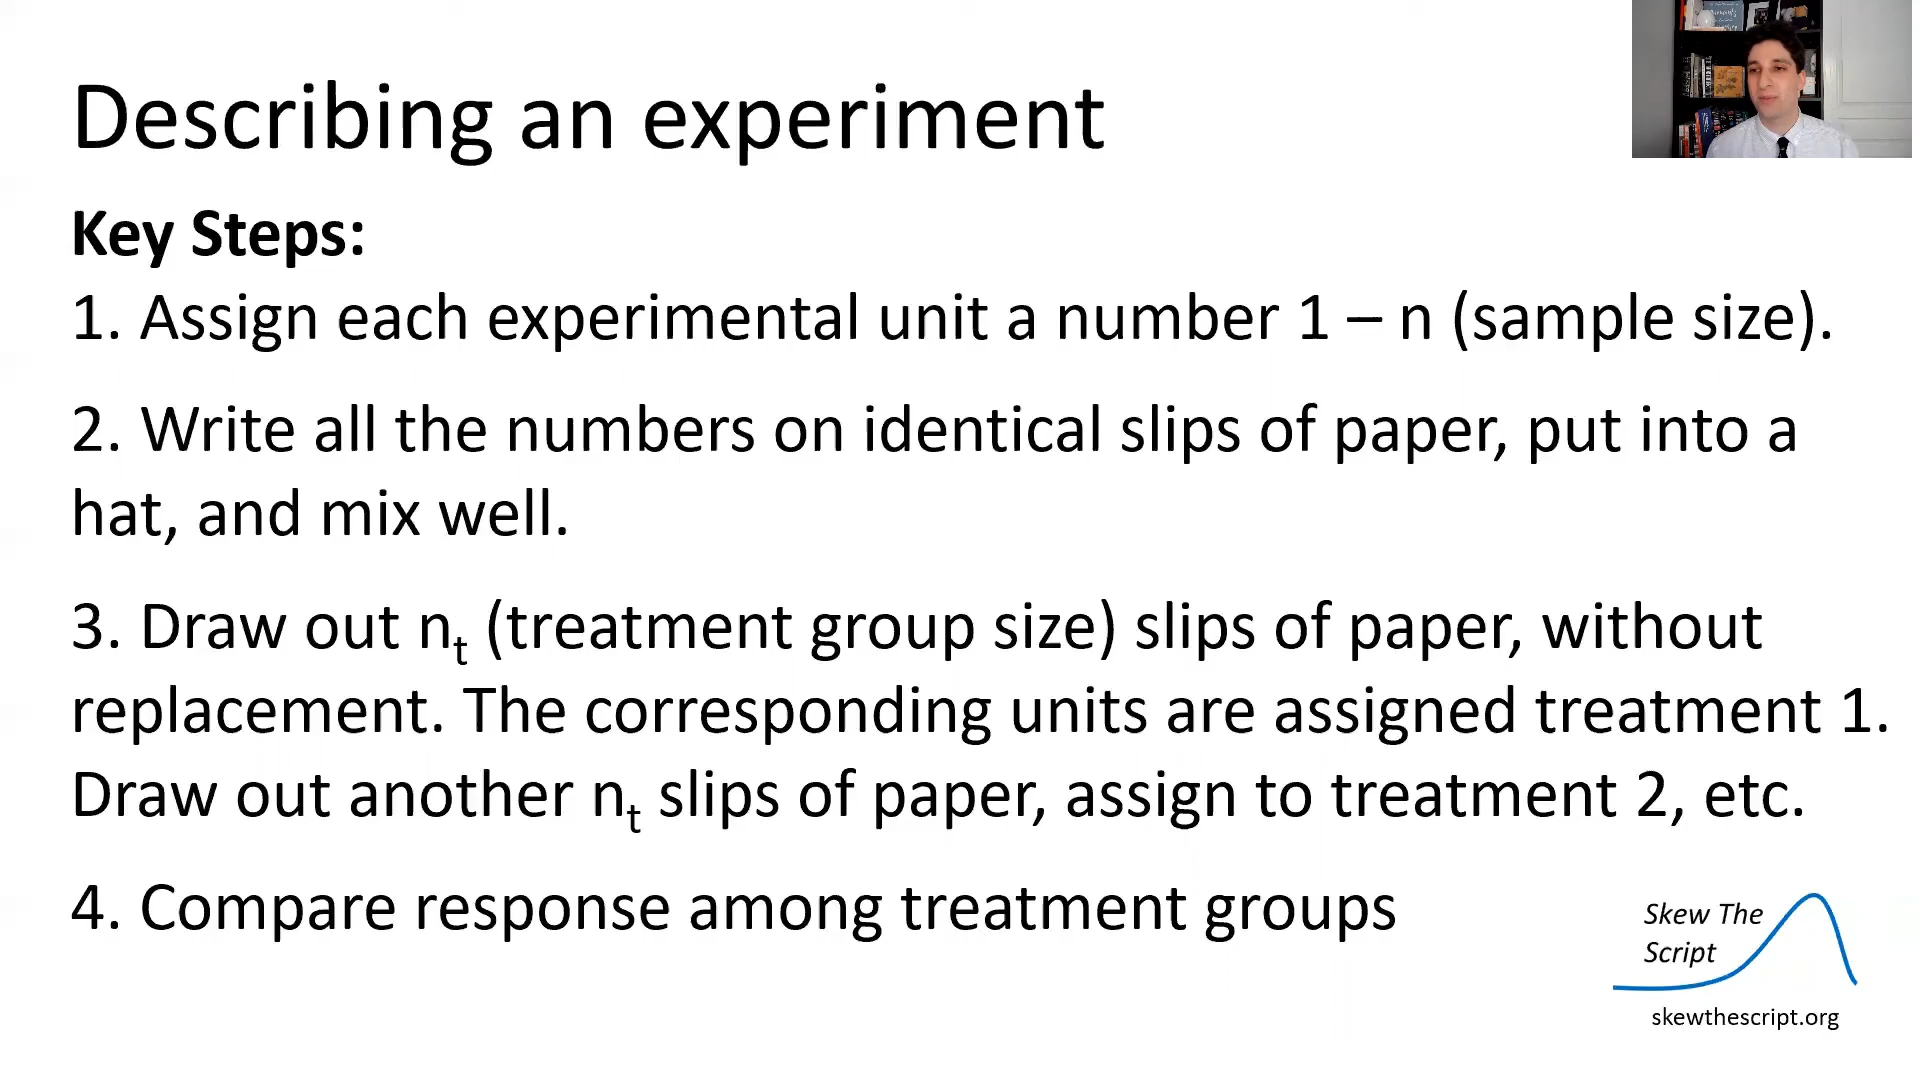 Describing an experiment
Key Steps:
1. Assign each experimental unit a number 1 – n (sample size).
2. Write all the numbers on identical slips of paper, put into a
hat, and mix well.
3. Draw out nt (treatment group size) slips of paper, without
replacement. The corresponding units are assigned treatment 1.
Draw out another nt slips of paper, assign to treatment 2, etc.
4. Compare response among treatment groups
Skew The
Script
skewthescript.org